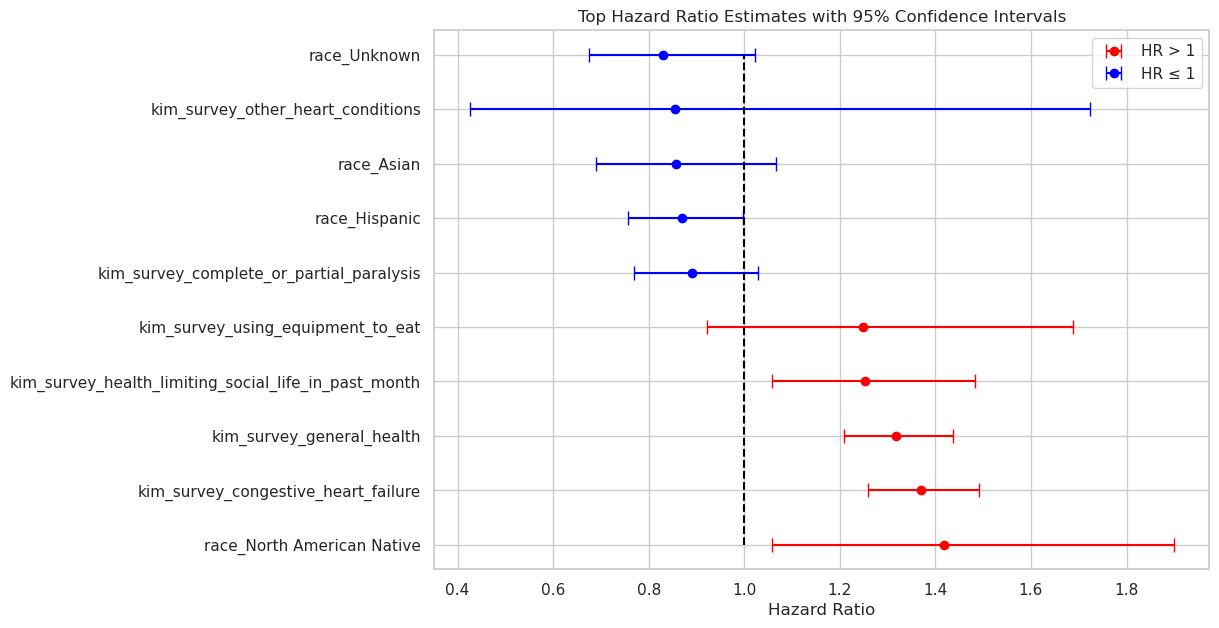 Top Hazard Ratio Estimates with 95% Confidence Intervals
race_Unknown
kim_survey_other_heart_conditions
race_Asian
race_Hispanic
kim_survey_complete_or_partial_paralysis
kim_survey_using_equipment_to_eat
kim_survey_health_limiting_social_life_in_past_month
kim_survey_general_health
kim_survey_congestive_heart_failure
race_North American Native
HR > 1
HR ≤ 1
0.4 0.6 0.8 1.0 1.2 1.4 1.6 1.8
Hazard Ratio